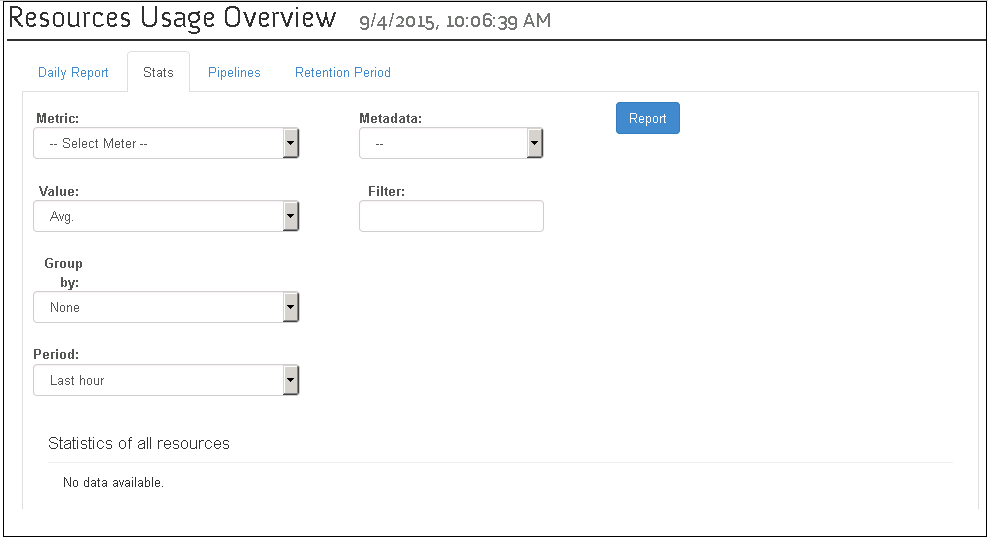 Resources Usage Overview 9/4/2015, 10:06:39 AM
Daily Report Stats Pipelines Retention Period
Metric: Metadata: Report
-- Select Meter -- --
Value: Filter:
Avg.
Group
by:
None
Period:
Last hour
Statistics of all resources
No data available.